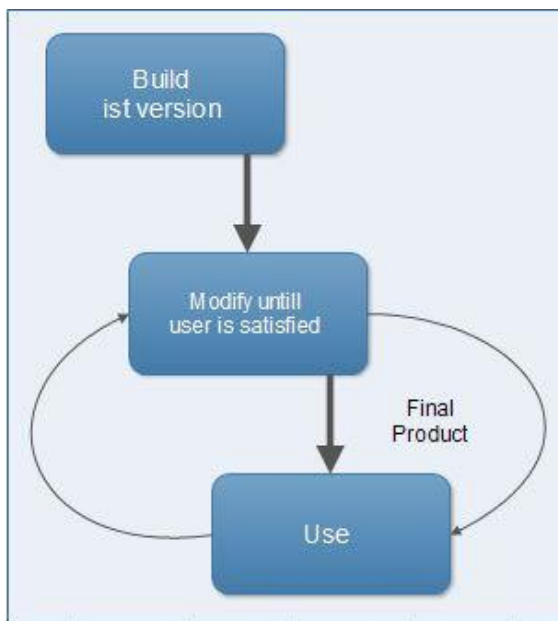 Build
ist version
Modify untill
user is satisfied
Final
Product
Use